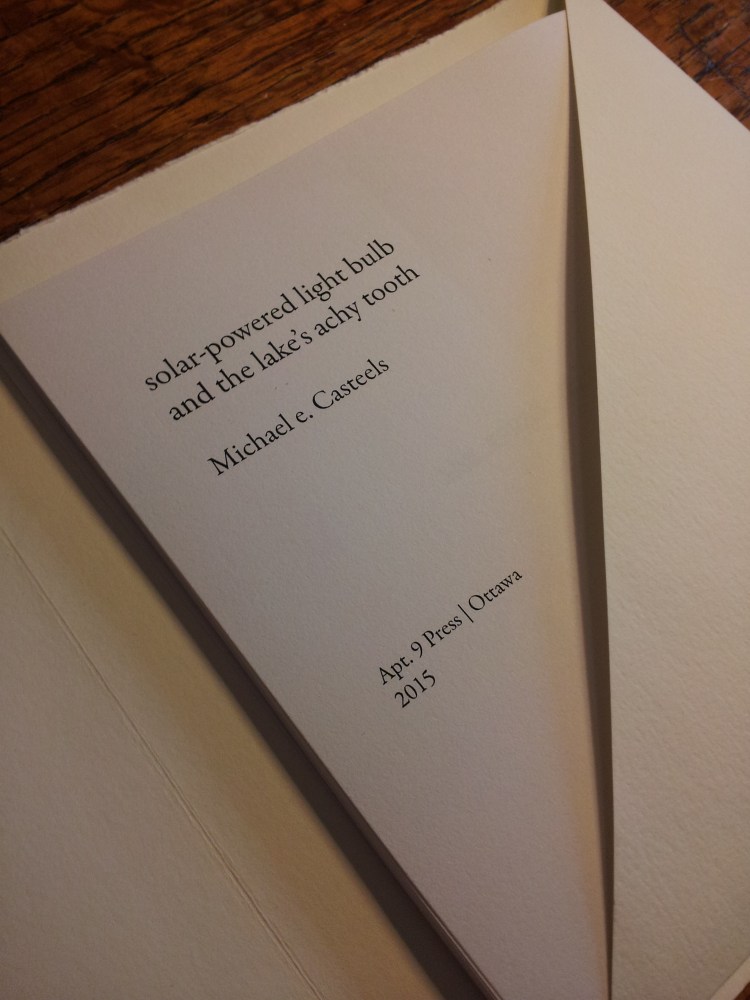 solar-powered light bulb
and the lake's achy tooth
Michael e. Casteels
Apt. 9 Press | Ottawa
2015